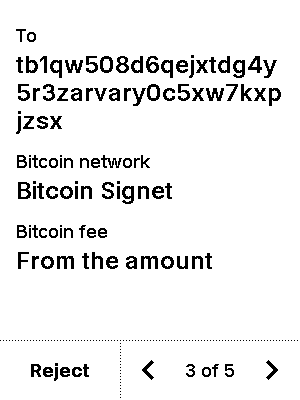 To
tb1qw508d6qejxtdg4y
5r3zarvary0c5xw7kxp
jzsx
Bitcoin network
Bitcoin Signet
Bitcoin fee
From the amount
Reject
3 of 5